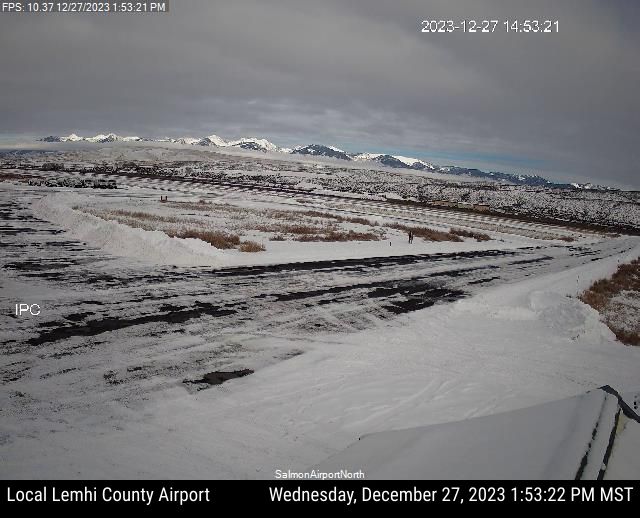 FPS: 10.37 12/27/2023 1:53:21 PM
2023-12-27 14:53:21
IPC
SalmonAirportNorth
Local Lemhi County Airport Wednesday, December 27, 2023 1:53:22 PM MST